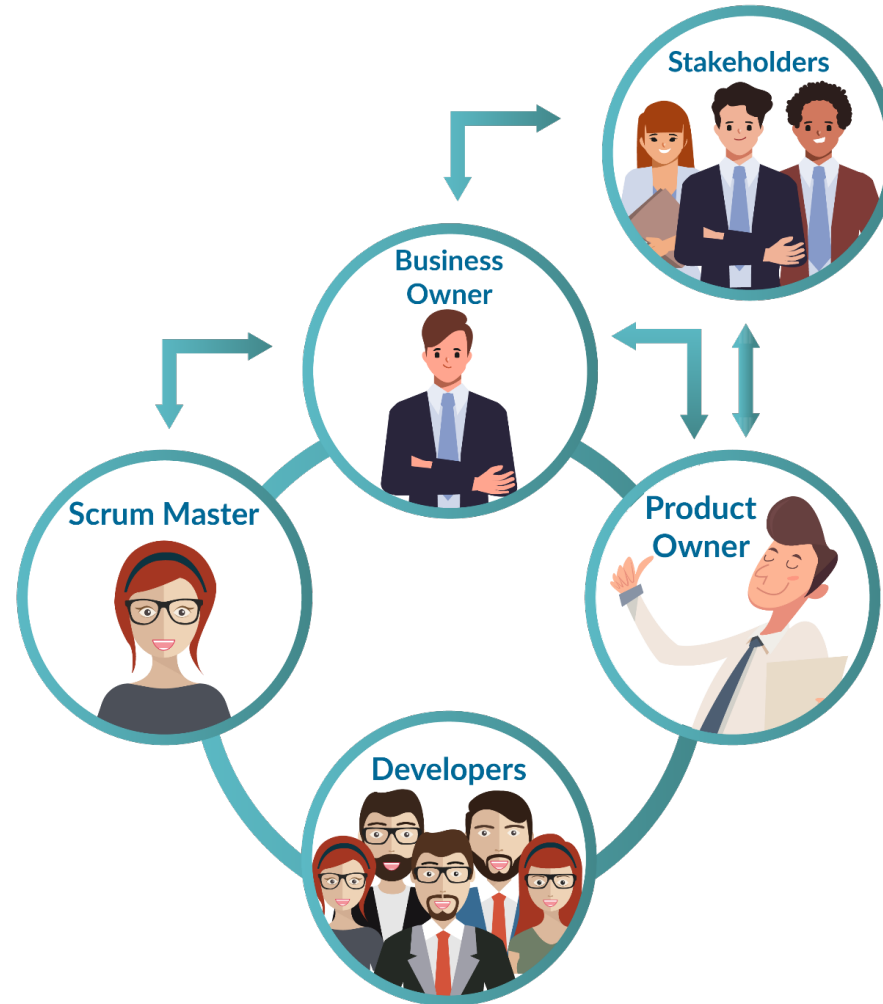 Stakeholders
Business
Owner
Scrum Master
Product
Owner
Developers